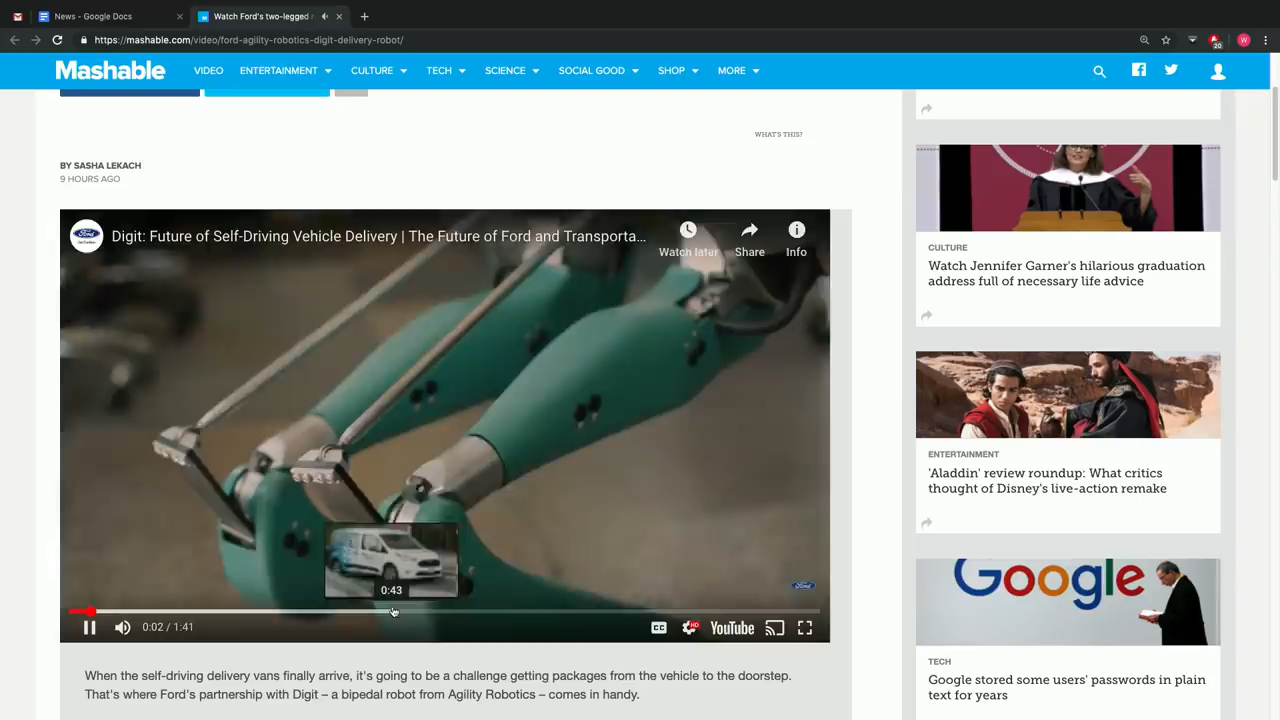 News - Google Docs
Watch Ford's two-legged r
https://mashable.com/video/ford-agility-robotics-digit-delivery-robot/
20
W
Mashable
VIDEO
ENTERTAINMENT
CULTURE
TECH
SCIENCE
SOCIAL GOOD
SHOP
MORE
WHAT'S THIS?
BY SASHA LEKACH
9 HOURS AGO
Ford
Digit: Future of Self-Driving Vehicle Delivery | The Future of Ford and Transporta...
Watch later
Share
Info
0:43
Ford
0:02 / 1:41
CC
HD
YouTube
When the self-driving delivery vans finally arrive, it's going to be a challenge getting packages from the vehicle to the doorstep.
That's where Ford's partnership with Digit – a bipedal robot from Agility Robotics – comes in handy.
CULTURE
Watch Jennifer Garner's hilarious graduation
address full of necessary life advice
ENTERTAINMENT
'Aladdin' review roundup: What critics
thought of Disney's live-action remake
Google
TECH
Google stored some users' passwords in plain
text for years